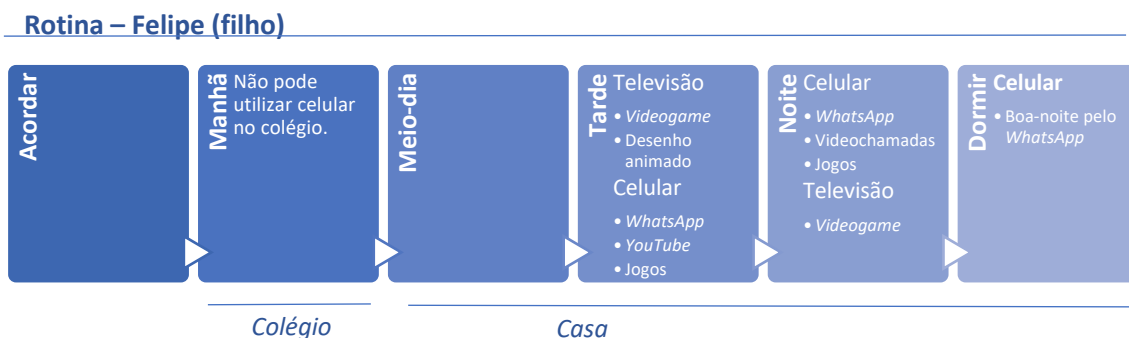 Rotina – Felipe (filho)
Acordar
Manhã
Não pode
utilizar celular
no colégio.
Meio-dia
Tarde
Televisão
• Videogame
• Desenho
animado
Celular
• WhatsApp
• YouTube
• Jogos
Noite
Celular
• WhatsApp
• Videochamadas
• Jogos
Televisão
• Videogame
Dormir
Celular
• Boa-noite pelo
WhatsApp
Colégio
Casa